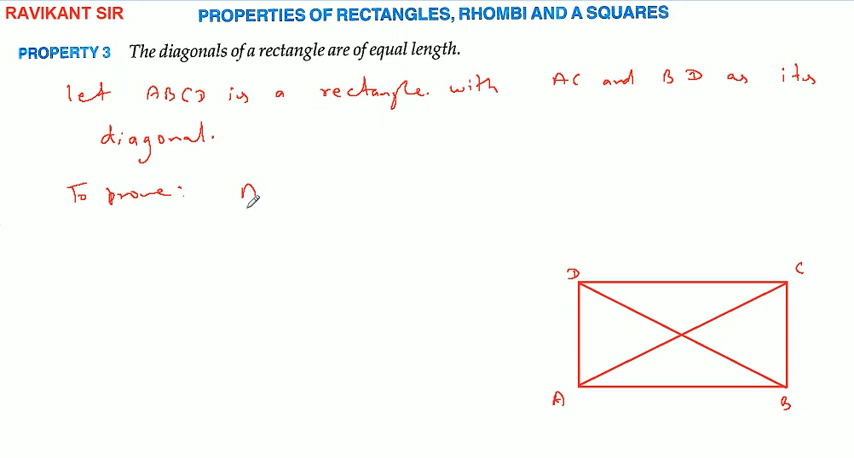 RAVIKANT SIR
PROPERTIES OF RECTANGLES, RHOMBI AND A SQUARES
PROPERTY 3 The diagonals of a rectangle are of equal length.
let ABCD is a rectangle. with AC and BD as its
diagonal.
To prove:
D C
A B